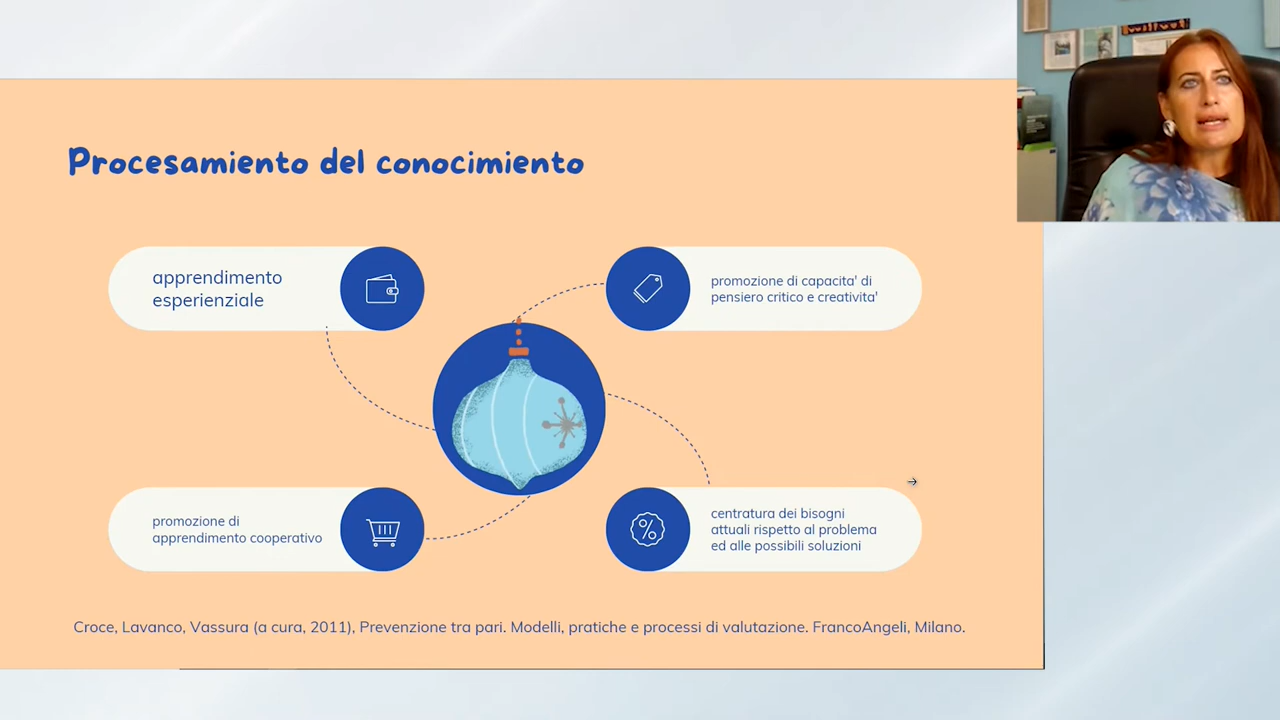 Procesamiento del conocimiento
apprendimento
esperienziale
promozione di capacita' di
pensiero critico e creatività'
promozione di
apprendimento cooperativo
centratura dei bisogni
attuali rispetto al problema
ed alle possibili soluzioni
Croce, Lavanco, Vassura (a cura, 2011), Prevenzione tra pari. Modelli, pratiche e processi di valutazione. FrancoAngeli, Milano.